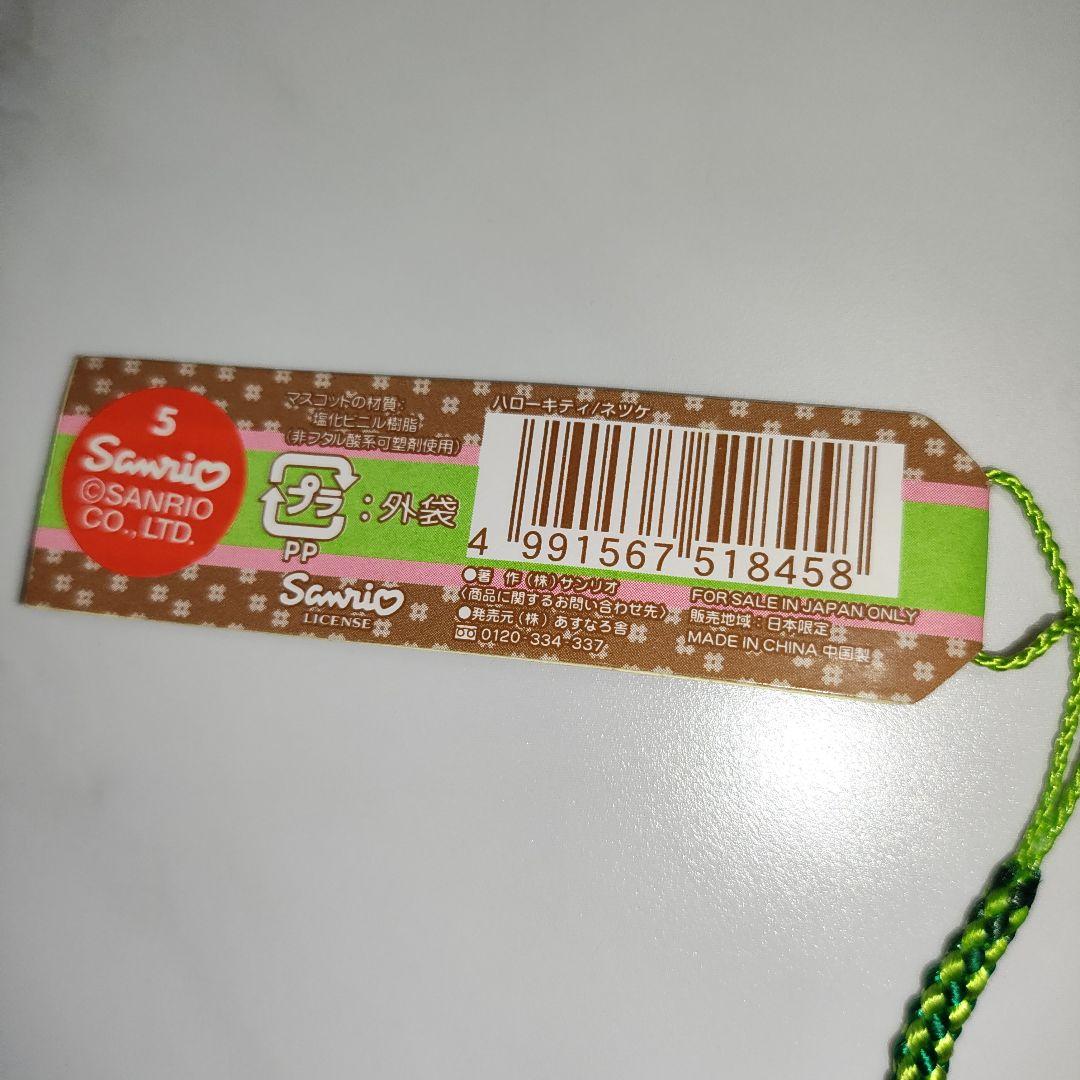 5
Sanrio
©SANRIO
CO., LTD.
マスコットの材質:
塩化ビニル樹脂
(非フタル酸系可塑剤使用)
プラ
:外袋
PP
Sanrio
LICENSE
ハローキティ/ネツケ
4 991567 518458
●著 作(株)サンリオ
〈商品に関するお問い合わせ先〉
●発売元(株)あすなろ舎
0120-334-337
FOR SALE IN JAPAN ONLY
販売地域:日本限定
MADE IN CHINA 中国製